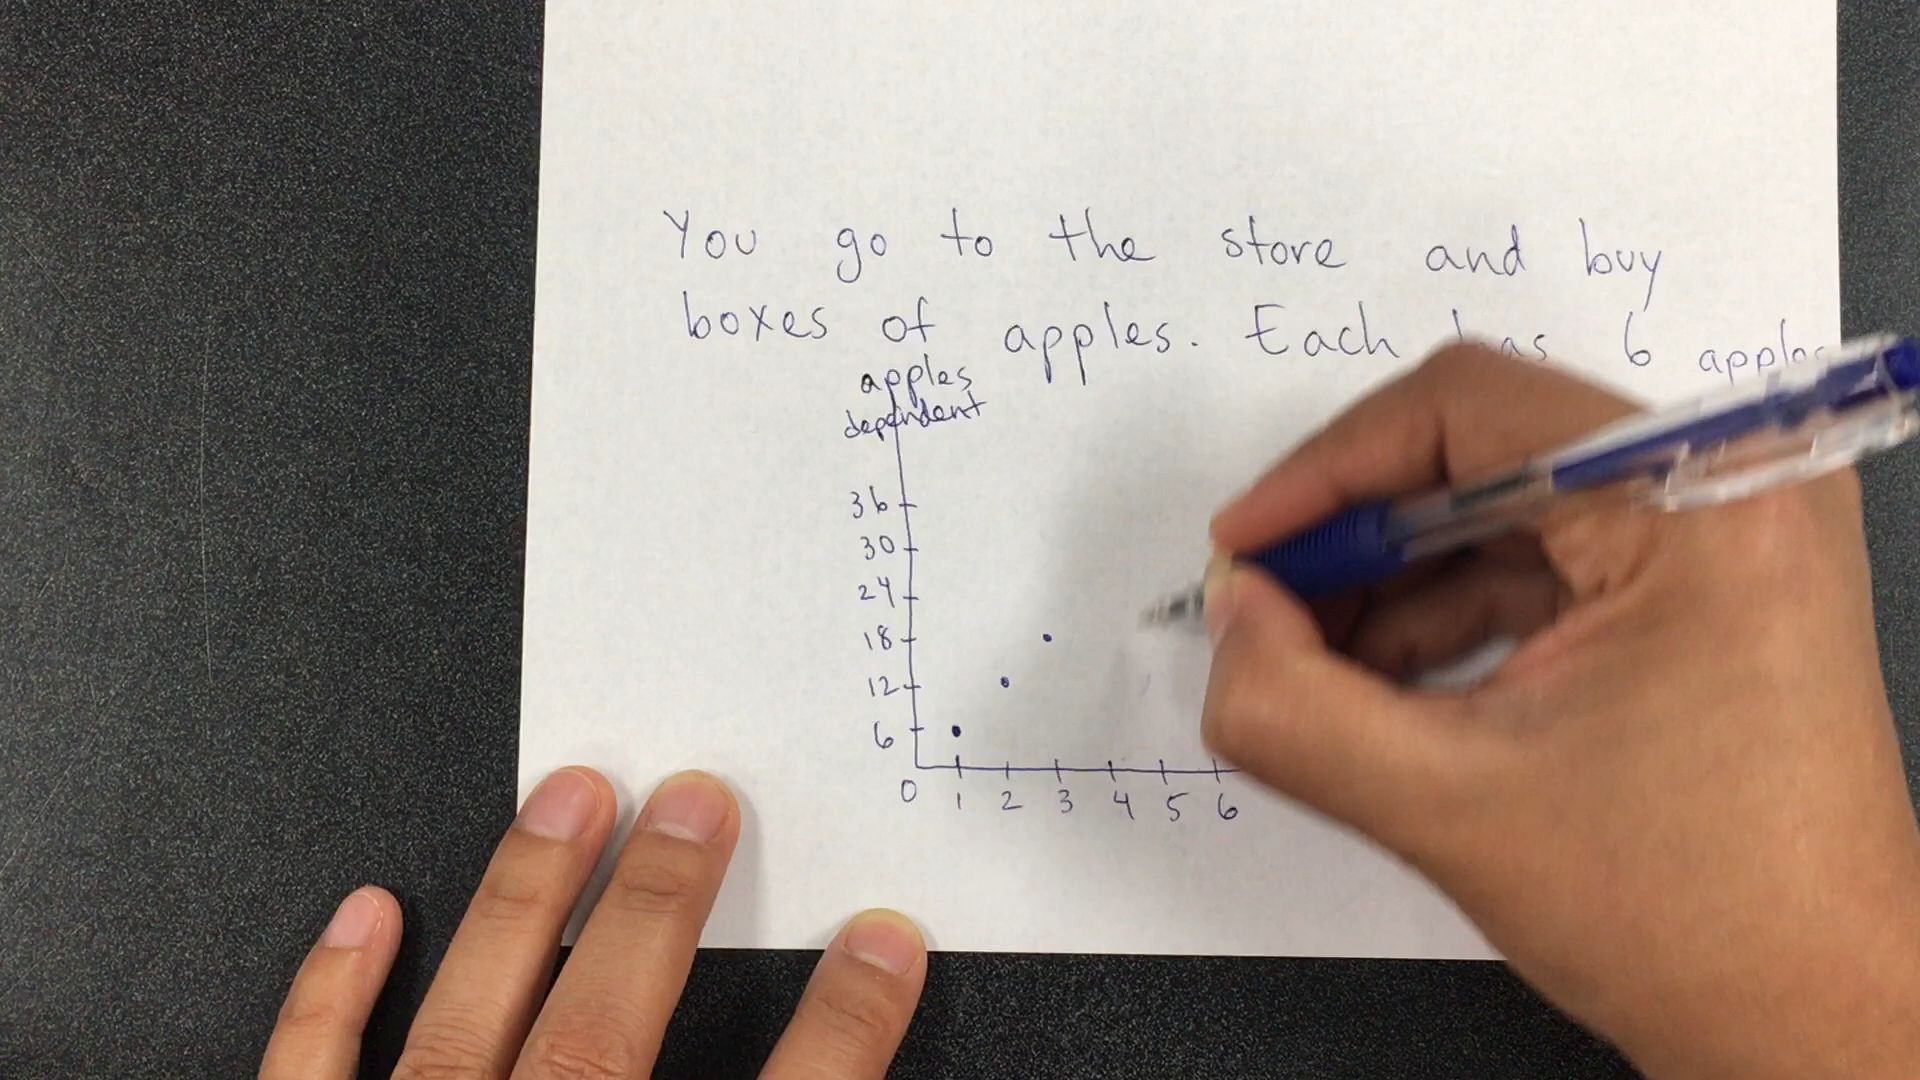 You go to the store and buy
boxes of apples. Each has 6 apples
apples
dependent
36
30
24
18
12
6
0 1 2 3 4 5 6